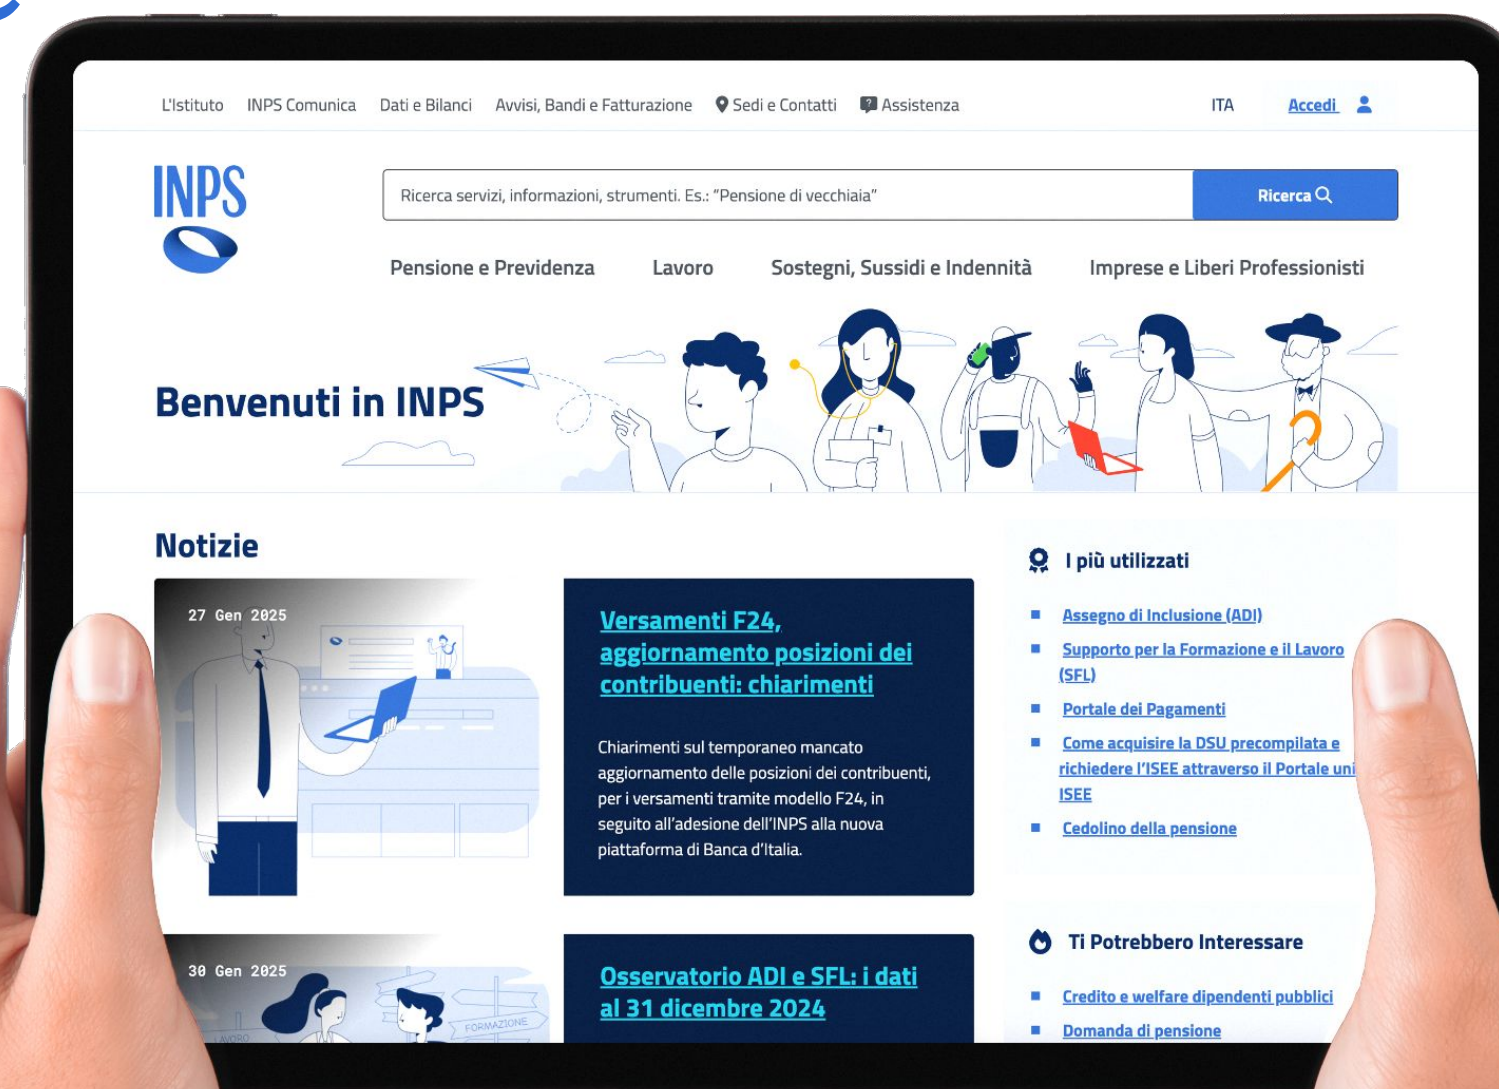 L'Istituto INPS Comunica Dati e Bilanci Avvisi, Bandi e Fatturazione Sedi e Contatti Assistenza ITA Accedi
INPS
Ricerca servizi, informazioni, strumenti. Es.: “Pensione di vecchiaia” Ricerca
Pensione e Previdenza Lavoro Sostegni, Sussidi e Indennità Imprese e Liberi Professionisti
Benvenuti in INPS
Notizie
27 Gen 2025
Versamenti F24,
aggiornamento posizioni dei
contribuenti: chiarimenti
Chiarimenti sul temporaneo mancato
aggiornamento delle posizioni dei contribuenti,
per i versamenti tramite modello F24, in
seguito all’adesione dell’INPS alla nuova
piattaforma di Banca d’Italia.
30 Gen 2025
LAVORO
FORMAZIONE
Osservatorio ADI e SFL: i dati
al 31 dicembre 2024
I più utilizzati
Assegno di Inclusione (ADI)
Supporto per la Formazione e il Lavoro
(SFL)
Portale dei Pagamenti
Come acquisire la DSU precompilata e
richiedere l’ISEE attraverso il Portale uni
ISEE
Cedolino della pensione
Ti Potrebbero Interessare
Credito e welfare dipendenti pubblici
Domanda di pensione